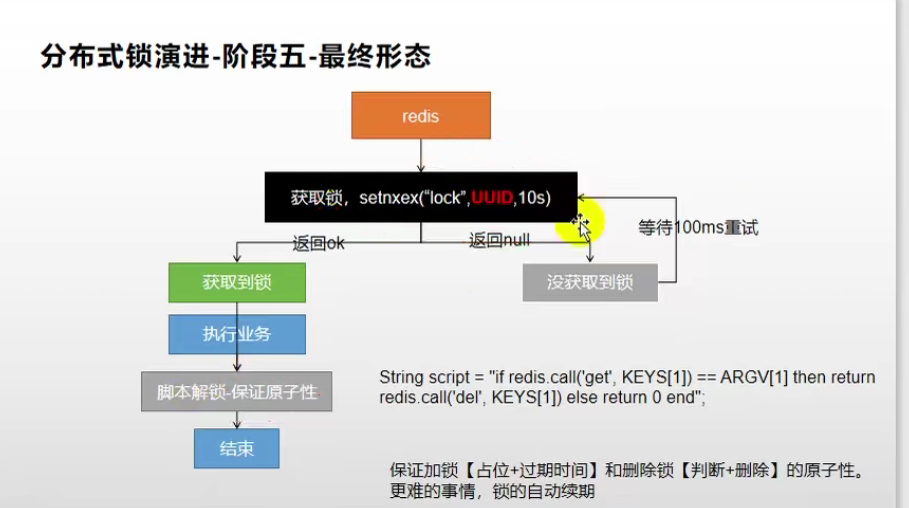 分布式锁演进-阶段五-最终形态
redis
获取锁，setnxex(“lock”,UUID,10s)
返回ok
返回null
等待100ms重试
获取到锁
没获取到锁
执行业务
脚本解锁-保证原子性
String script = "if redis.call('get', KEYS[1]) == ARGV[1] then return
redis.call('del', KEYS[1]) else return 0 end";
结束
保证加锁【占位+过期时间】和删除锁【判断+删除】的原子性。
更难的事情，锁的自动续期